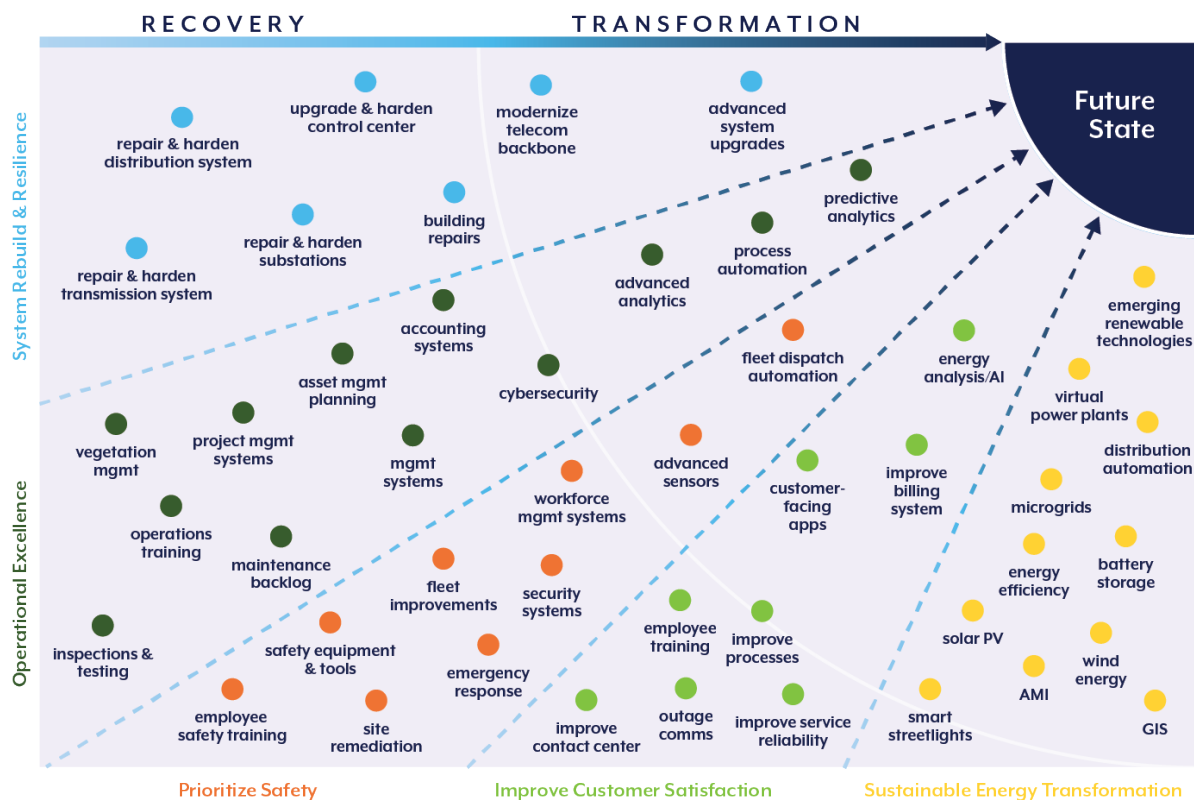 RECOVERY
TRANSFORMATION
Future
State
System Rebuild & Resilience
Operational Excellence
upgrade & harden
control center
repair & harden
distribution system
modernize
telecom
backbone
advanced
system
upgrades
predictive
analytics
building
repairs
repair & harden
substations
process
automation
repair & harden
transmission system
advanced
analytics
emerging
renewable
technologies
accounting
systems
fleet dispatch
automation
energy
analysis/AI
asset mgmt
planning
cybersecurity
virtual
power plants
vegetation
mgmt
project mgmt
systems
mgmt
systems
advanced
sensors
distribution
automation
workforce
mgmt systems
customer-
facing
apps
improve
billing
system
microgrids
operations
training
maintenance
backlog
fleet
improvements
security
systems
energy
efficiency
battery
storage
employee
training
improve
processes
solar PV
inspections &
testing
safety equipment
& tools
emergency
response
wind
energy
AMI
employee
safety training
site
remediation
improve
contact center
outage
comms
improve service
reliability
smart
streetlights
GIS
Prioritize Safety
Improve Customer Satisfaction
Sustainable Energy Transformation